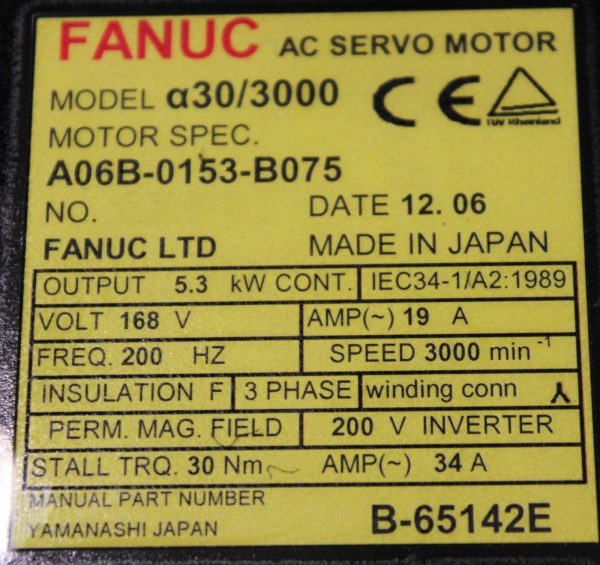 FANUC AC SERVO MOTOR
MODEL α30/3000 CE
TUV Rheinland
MOTOR SPEC.
A06B-0153-B075
NO. DATE 12. 06
FANUC LTD MADE IN JAPAN
OUTPUT 5.3 kW CONT. IEC34-1/A2:1989
VOLT 168 V AMP(~) 19 A
FREQ. 200 HZ SPEED 3000 min⁻¹
INSULATION F 3 PHASE winding conn ⅄
PERM. MAG. FIELD 200 V INVERTER
STALL TRQ. 30 Nm AMP(~) 34 A
MANUAL PART NUMBER
YAMANASHI JAPAN B-65142E